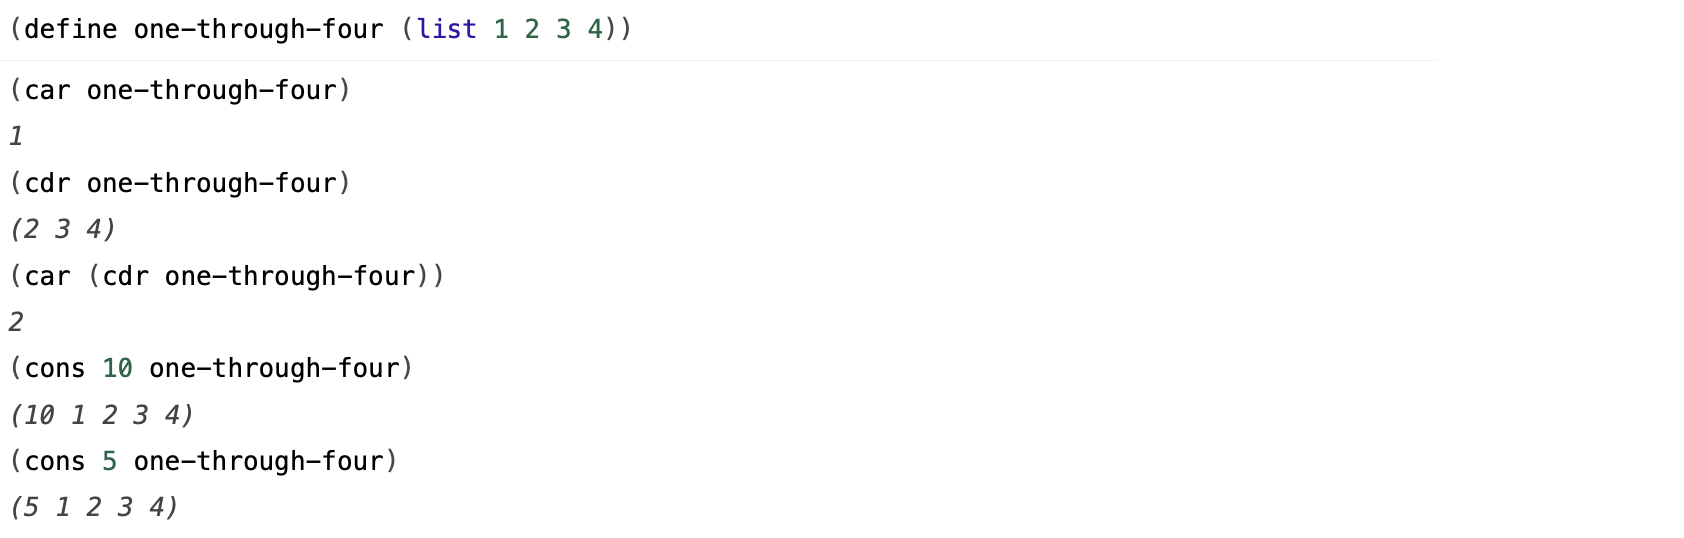 (define one-through-four (list 1 2 3 4))
(car one-through-four)
1
(cdr one-through-four)
(2 3 4)
(car (cdr one-through-four))
2
(cons 10 one-through-four)
(10 1 2 3 4)
(cons 5 one-through-four)
(5 1 2 3 4)